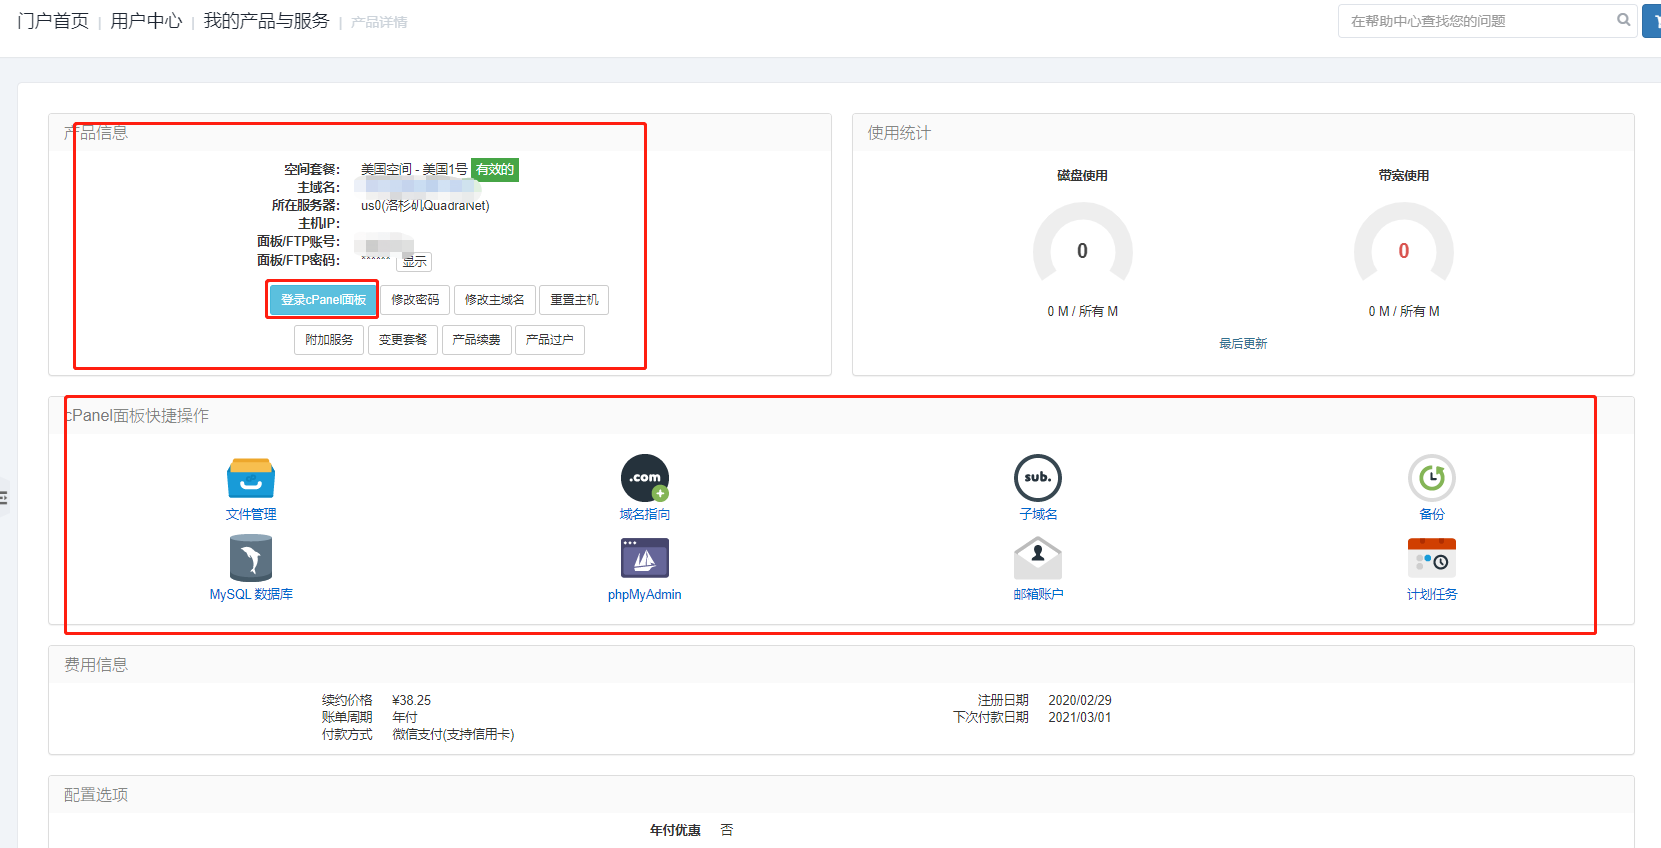 门户首页 | 用户中心 | 我的产品与服务 | 产品详情
在帮助中心查找您的问题
产品信息
空间套餐： 美国空间 - 美国1号 有效的
主域名：
所在服务器： us0(洛杉矶QuadraNet)
主机IP：
面板/FTP账号：
面板/FTP密码： ****** 显示
登录cPanel面板 修改密码 修改主域名 重置主机
附加服务 变更套餐 产品续费 产品过户
使用统计
磁盘使用 带宽使用
0 0
0 M / 所有 M 0 M / 所有 M
最后更新
cPanel面板快捷操作
.com sub.
文件管理 域名指向 子域名 备份
MySQL 数据库 phpMyAdmin 邮箱账户 计划任务
费用信息
续约价格 ¥38.25 注册日期 2020/02/29
账单周期 年付 下次付款日期 2021/03/01
付款方式 微信支付(支持信用卡)
配置选项
年付优惠 否